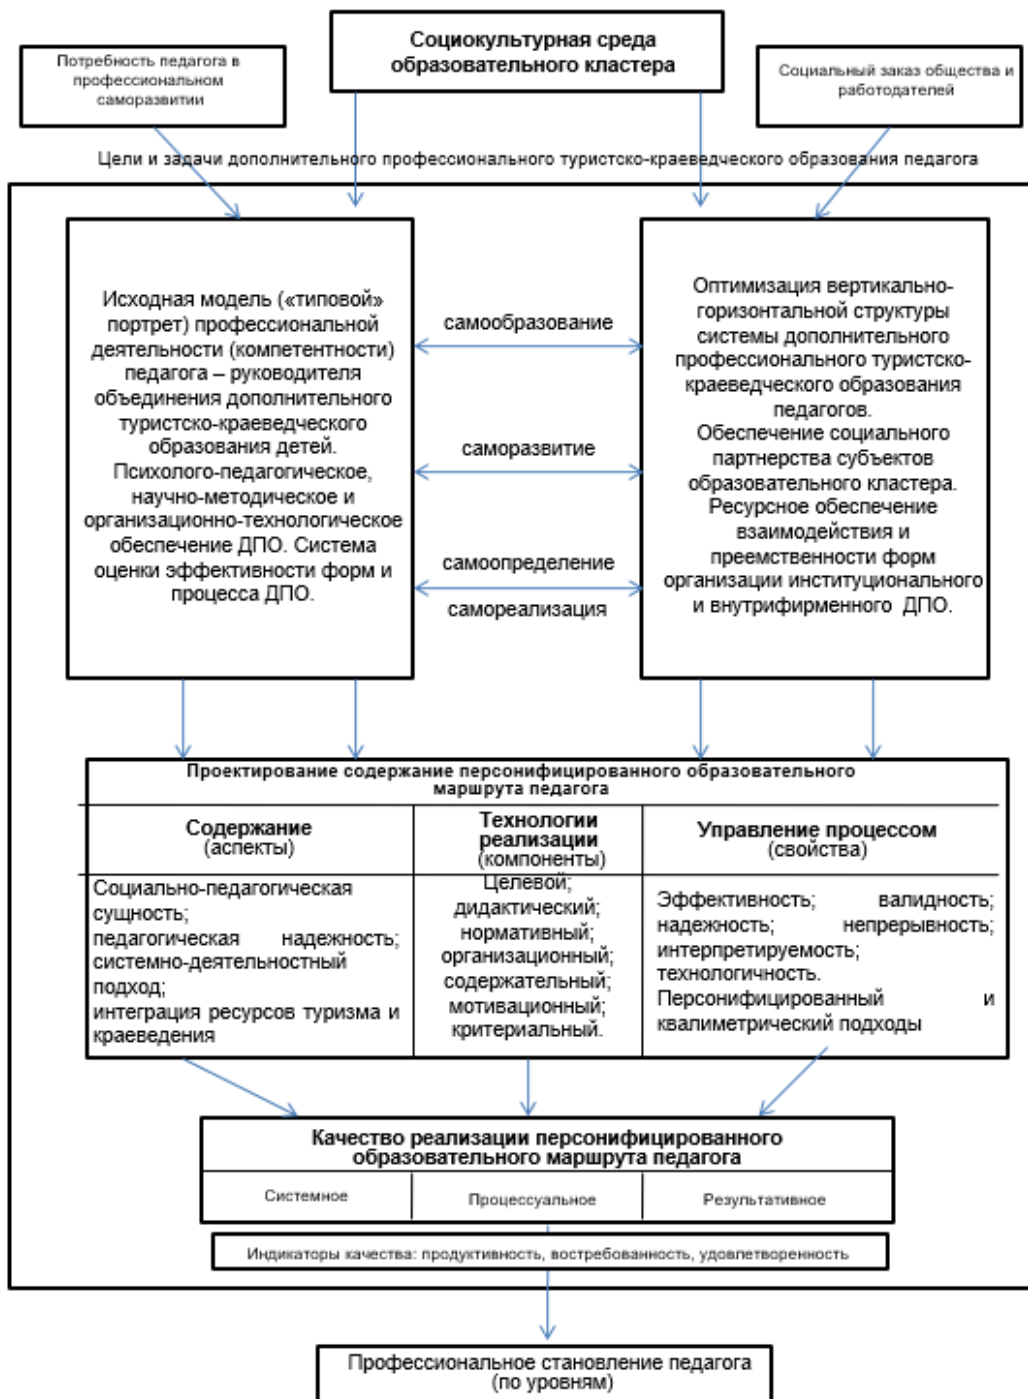 Потребность педагога в
профессиональном
саморазвитии
Социокультурная среда
образовательного кластера
Социальный заказ общества и
работодателей
Цели и задачи дополнительного профессионального туристско-краеведческого образования педагога
Исходная модель («типовой»
портрет) профессиональной
деятельности (компетентности)
педагога – руководителя
объединения дополнительного
туристско-краеведческого
образования детей.
Психолого-педагогическое,
научно-методическое и
организационно-технологическое
обеспечение ДПО. Система
оценки эффективности форм и
процесса ДПО.
самообразование
саморазвитие
самоопределение
самореализация
Оптимизация вертикально-
горизонтальной структуры
системы дополнительного
профессионального туристско-
краеведческого образования
педагогов.
Обеспечение социального
партнерства субъектов
образовательного кластера.
Ресурсное обеспечение
взаимодействия и
преемственности форм
организации институционального
и внутрифирменного ДПО.
Проектирование содержание персонифицированного образовательного
маршрута педагога
Содержание
(аспекты)
Социально-педагогическая
сущность;
педагогическая надежность;
системно-деятельностный
подход;
интеграция ресурсов туризма и
краеведения
Технологии
реализации
(компоненты)
Целевой;
дидактический;
нормативный;
организационный;
содержательный;
мотивационный;
критериальный.
Управление процессом
(свойства)
Эффективность; валидность;
надежность; непрерывность;
интерпретируемость;
технологичность.
Персонифицированный и
квалиметрический подходы
Качество реализации персонифицированного
образовательного маршрута педагога
Системное
Процессуальное
Результативное
Индикаторы качества: продуктивность, востребованность, удовлетворенность
Профессиональное становление педагога
(по уровням)